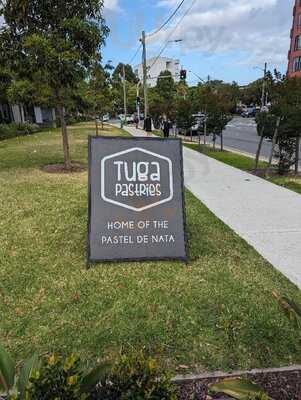 TUGA
PASTRIES
HOME OF THE
PASTEL DE NATA